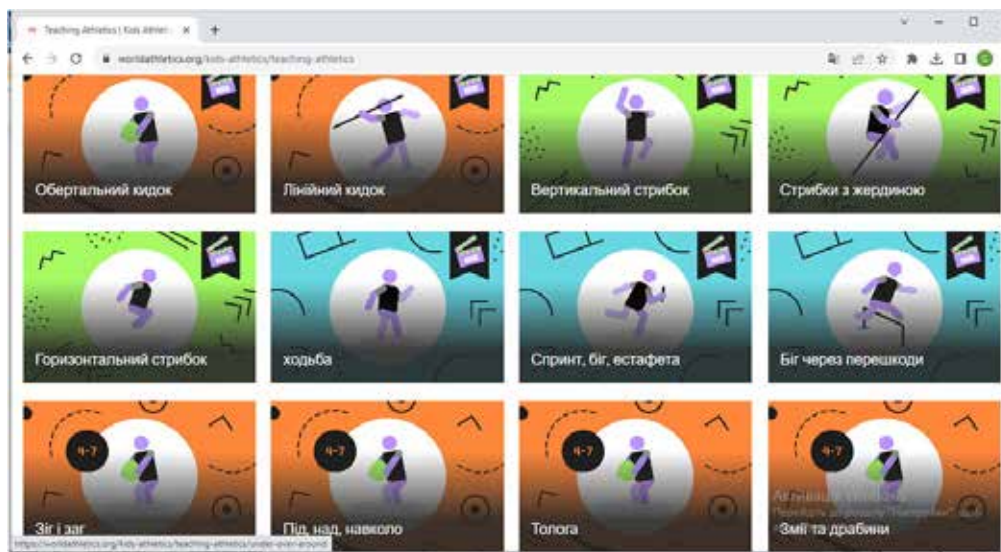 Teaching Athletics | Kids Athleti
worldathletics.org/kids-athletics/teaching-athletics
Обертальний кидок
Лінійний кидок
Вертикальний стрибок
Стрибки з жердиною
Горизонтальний стрибок
ходьба
Спринт, біг, естафета
Біг через перешкоди
4-7
4-7
4-7
4-7
Зіг і заг
Під, над, навколо
Толога
Змії та драбини
https://worldathletics.org/kids-athletics/teaching-athletics/under-over-around